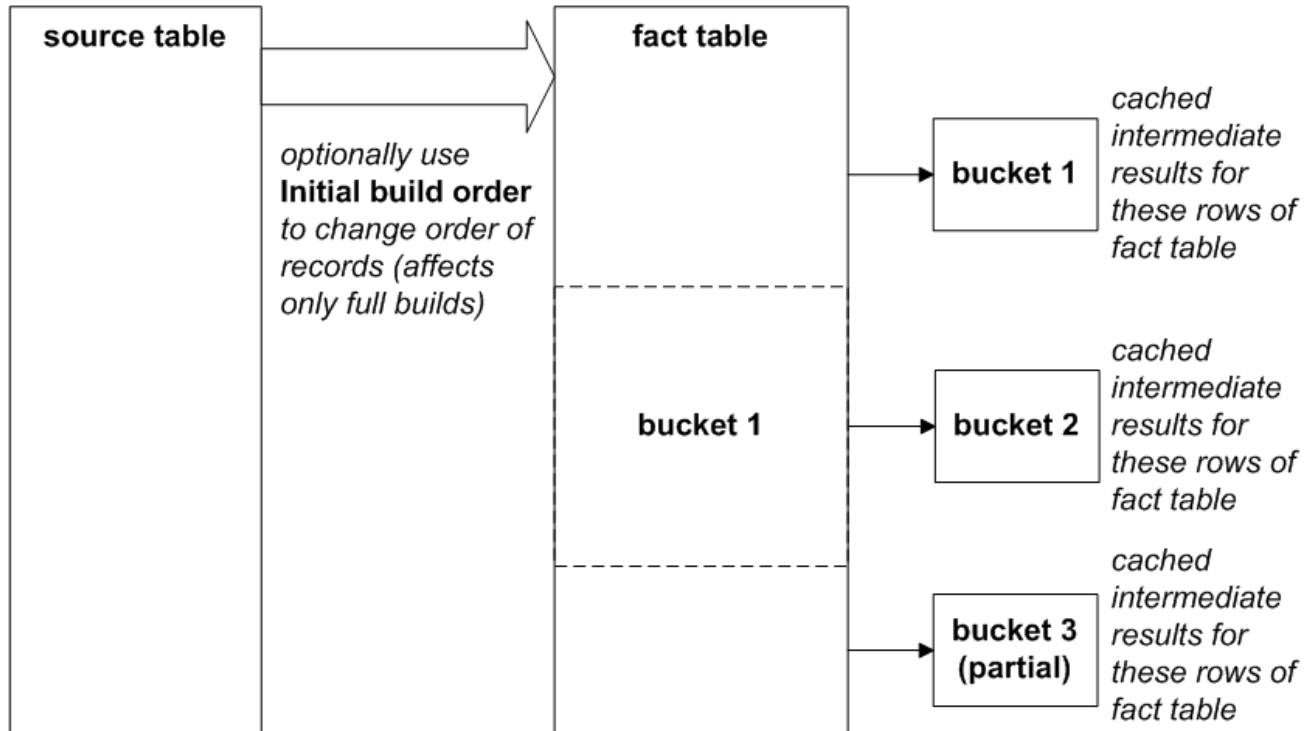 source table
optionally use
Initial build order
to change order of
records (affects
only full builds)
fact table
bucket 1
bucket 1
cached
intermediate
results for
these rows of
fact table
bucket 2
cached
intermediate
results for
these rows of
fact table
bucket 3
(partial)
cached
intermediate
results for
these rows of
fact table